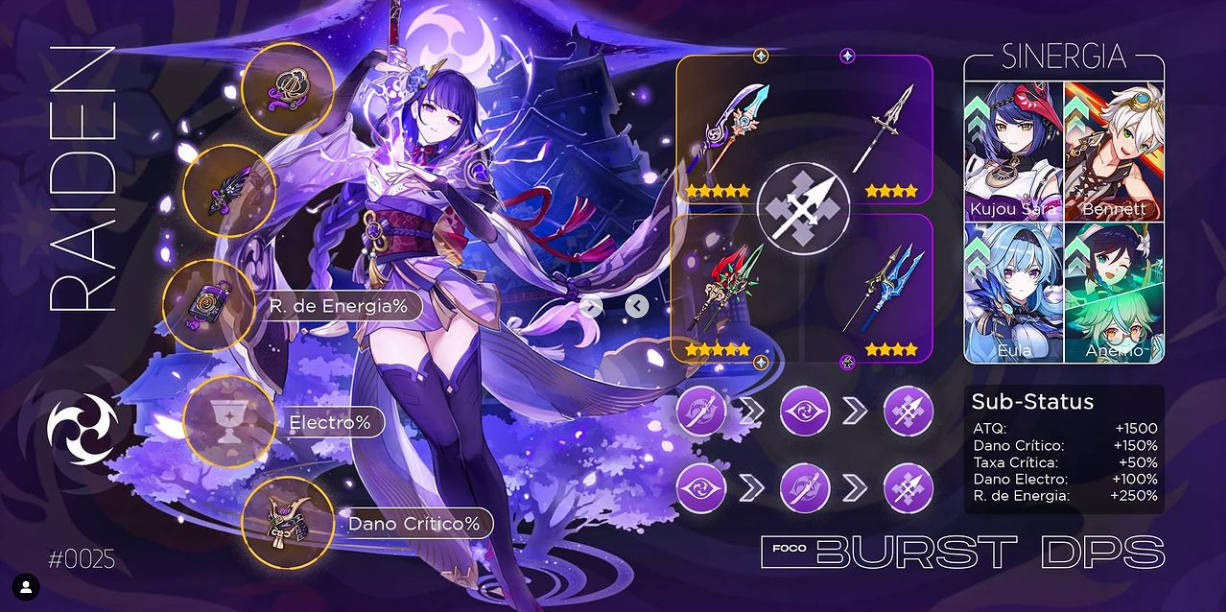 RAIDEN
R. de Energia%
Electro%
Dano Crítico%
#0025
SINERGIA
Kujou Sara
Bennett
Eula
Anemo
Sub-Status
ATQ: +1500
Dano Crítico: +150%
Taxa Crítica: +50%
Dano Electro: +100%
R. de Energia: +250%
FOCO BURST DPS